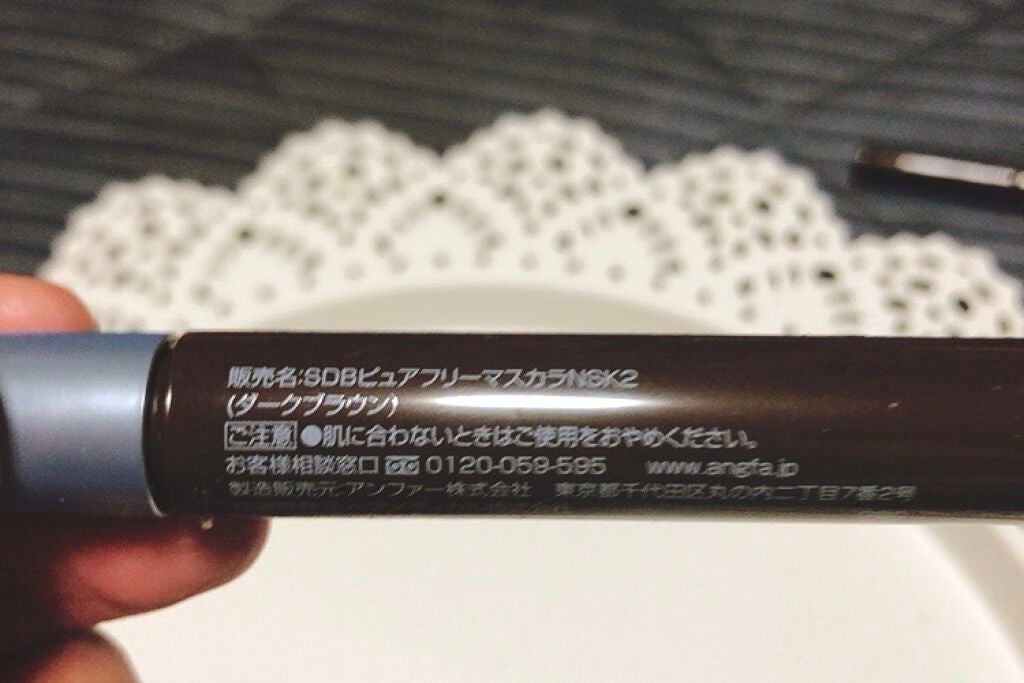 販売名:SDBピュアフリーマスカラNSK2
(ダークブラウン)
ご注意 ●肌に合わないときはご使用をおやめください。
お客様相談窓口 0120-059-595 www.angfa.jp
製造販売元:アンファー株式会社 東京都千代田区丸の内二丁目7番2号